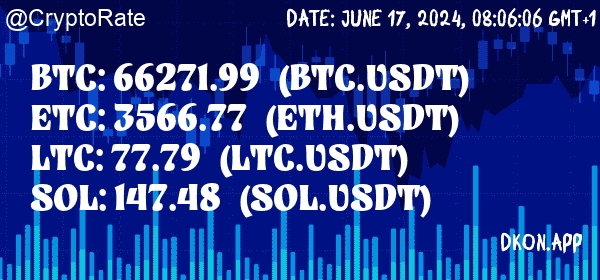 @CryptoRate
DATE: JUNE 17, 2024, 08:06:06 GMT+1
BTC: 66271.99 (BTC.USDT)
ETC: 3566.77 (ETH.USDT)
LTC: 77.79 (LTC.USDT)
SOL: 147.48 (SOL.USDT)
DKON.APP